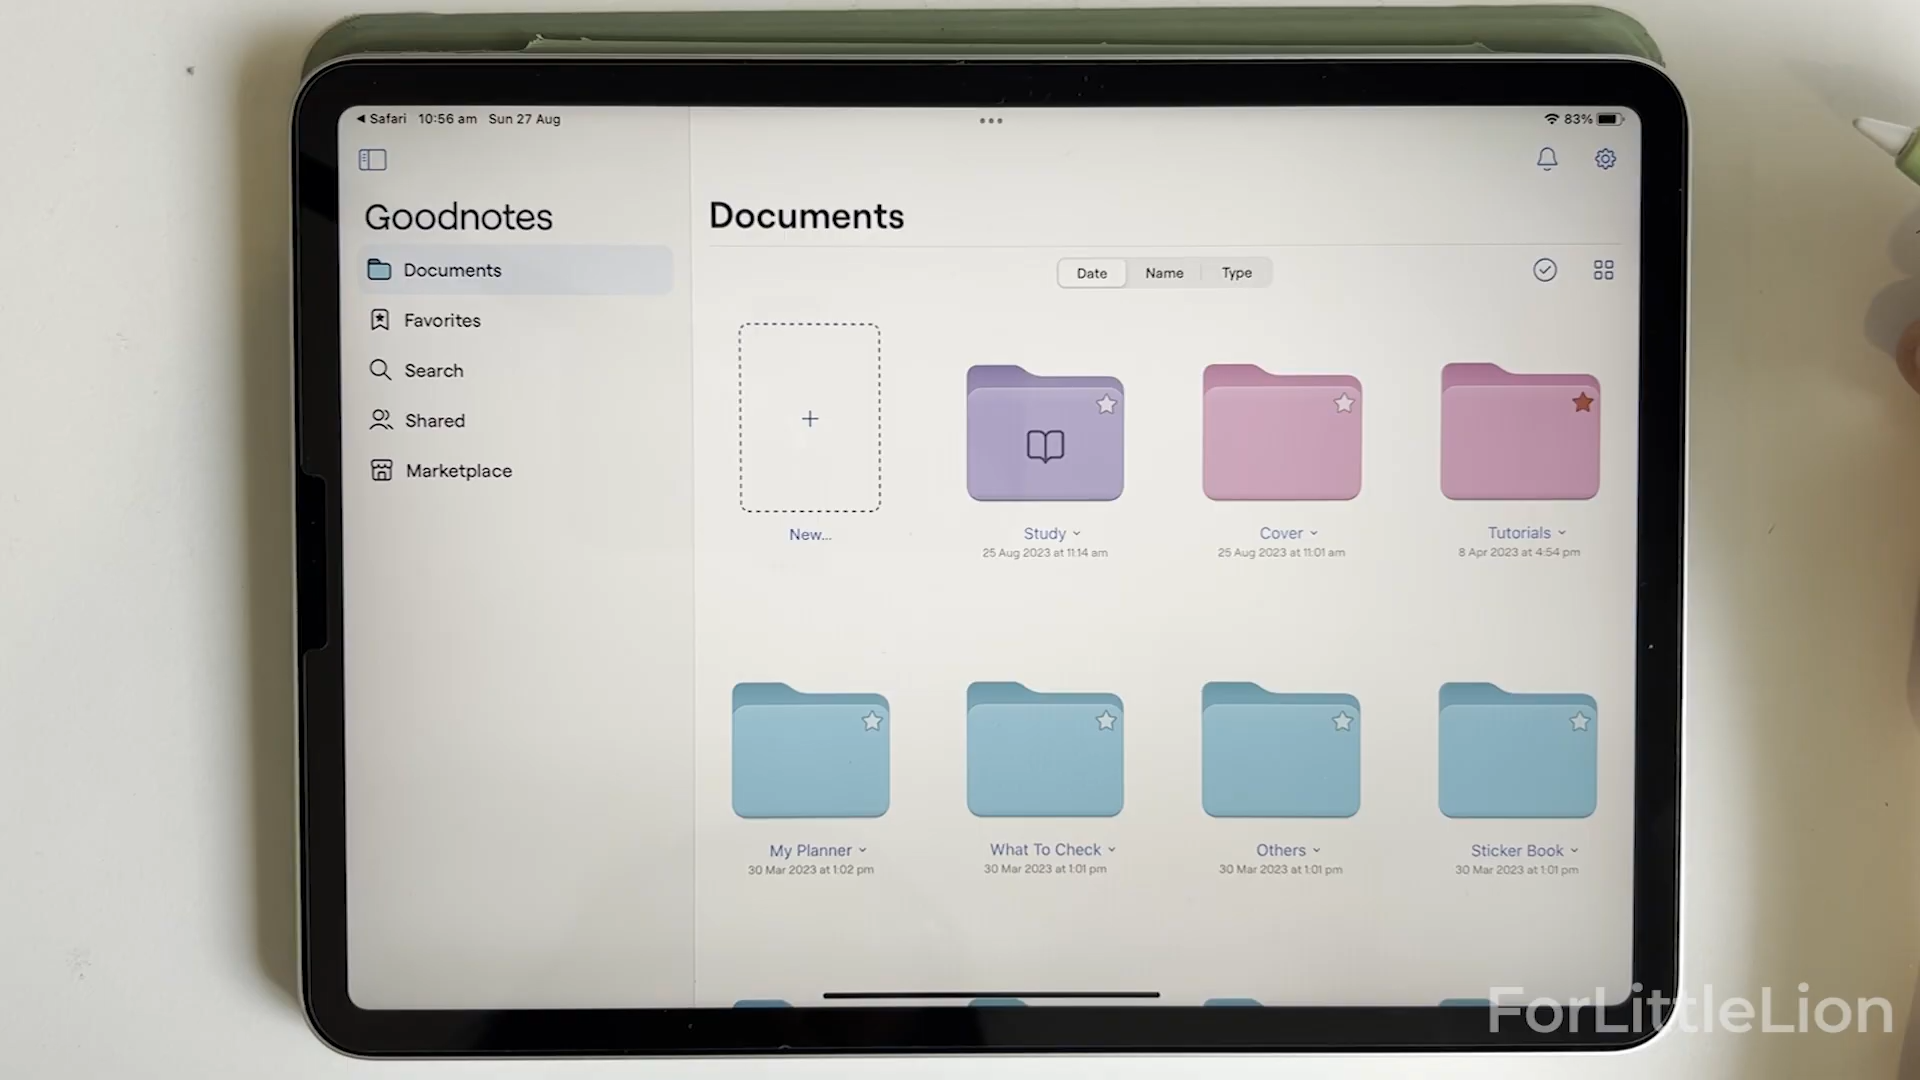 Safari 10:56 am Sun 27 Aug
83%
Goodnotes
Documents
Favorites
Search
Shared
Marketplace
Documents
Date Name Type
New...
Study
25 Aug 2023 at 11:14 am
Cover
25 Aug 2023 at 11:01 am
Tutorials
8 Apr 2023 at 4:54 pm
My Planner
30 Mar 2023 at 1:02 pm
What To Check
30 Mar 2023 at 1:01 pm
Others
30 Mar 2023 at 1:01 pm
Sticker Book
30 Mar 2023 at 1:01 pm
ForLittleLion